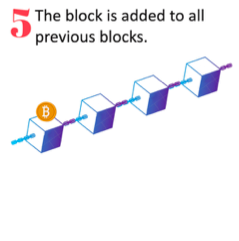 5 The block is added to all
previous blocks.
₿